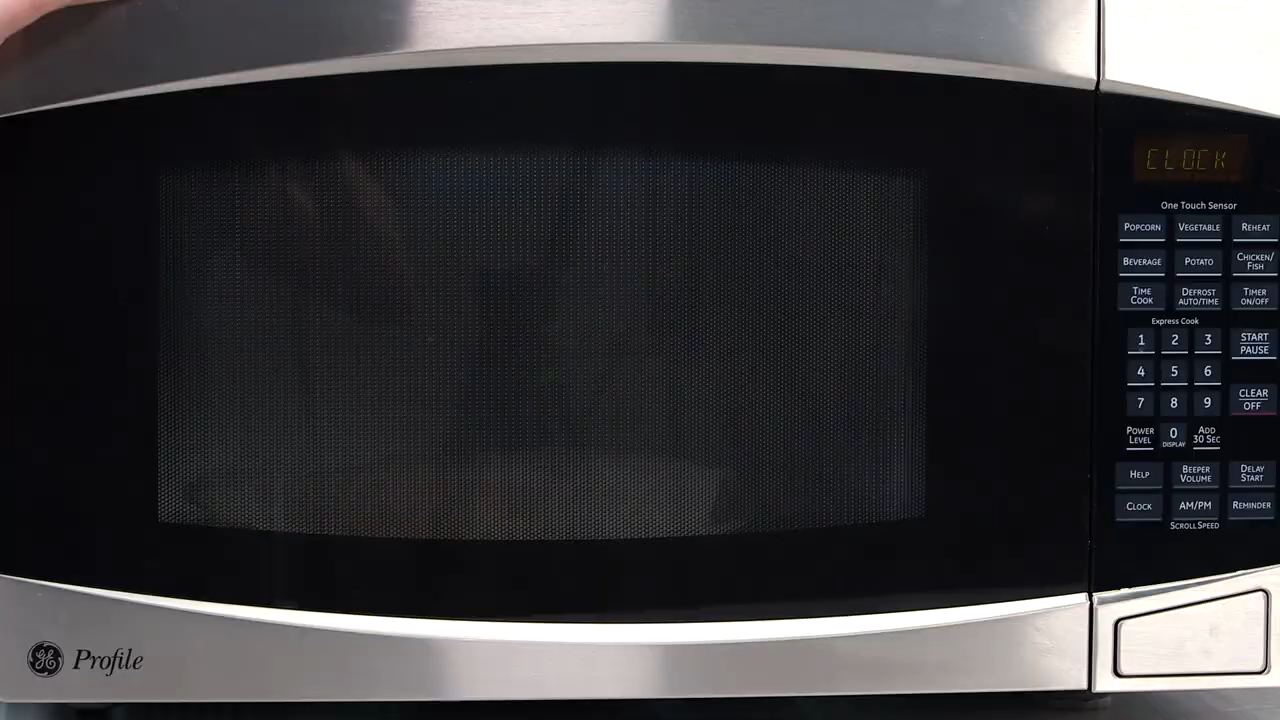 CLOCK
One Touch Sensor
POPCORN VEGETABLE REHEAT
BEVERAGE POTATO CHICKEN/
FISH
TIME
COOK DEFROST
AUTO/TIME TIMER
ON/OFF
Express Cook
1 2 3 START
PAUSE
4 5 6
7 8 9 CLEAR
OFF
POWER
LEVEL 0
DISPLAY ADD
30 SEC
HELP BEEPER
VOLUME DELAY
START
CLOCK AM/PM REMINDER
SCROLL SPEED
GE Profile